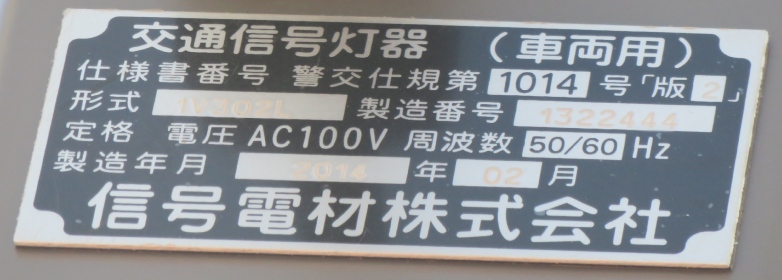 交通信号灯器 (車両用)
仕様書番号 警交仕規第 1014 号「版 2」
形式 1V302L 製造番号 1322444
定格 電圧 AC100V 周波数 50/60 Hz
製造年月 2014 年 02 月
信号電材株式会社